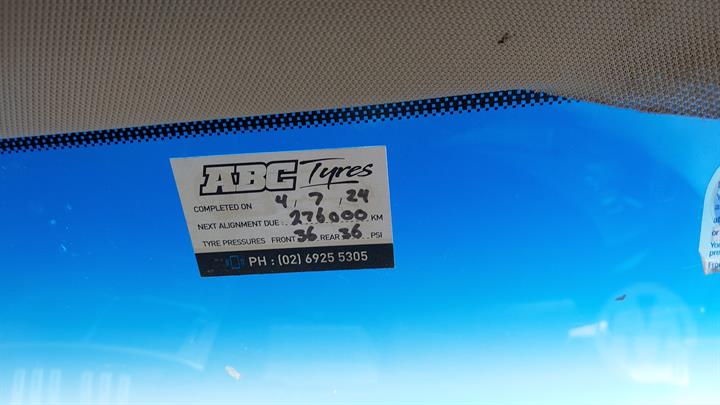 ABC Tyres
COMPLETED ON 4, 7, 24
NEXT ALIGNMENT DUE: 276000 KM
TYRE PRESSURES FRONT 36 REAR 36 PSI
PH : (02) 6925 5305